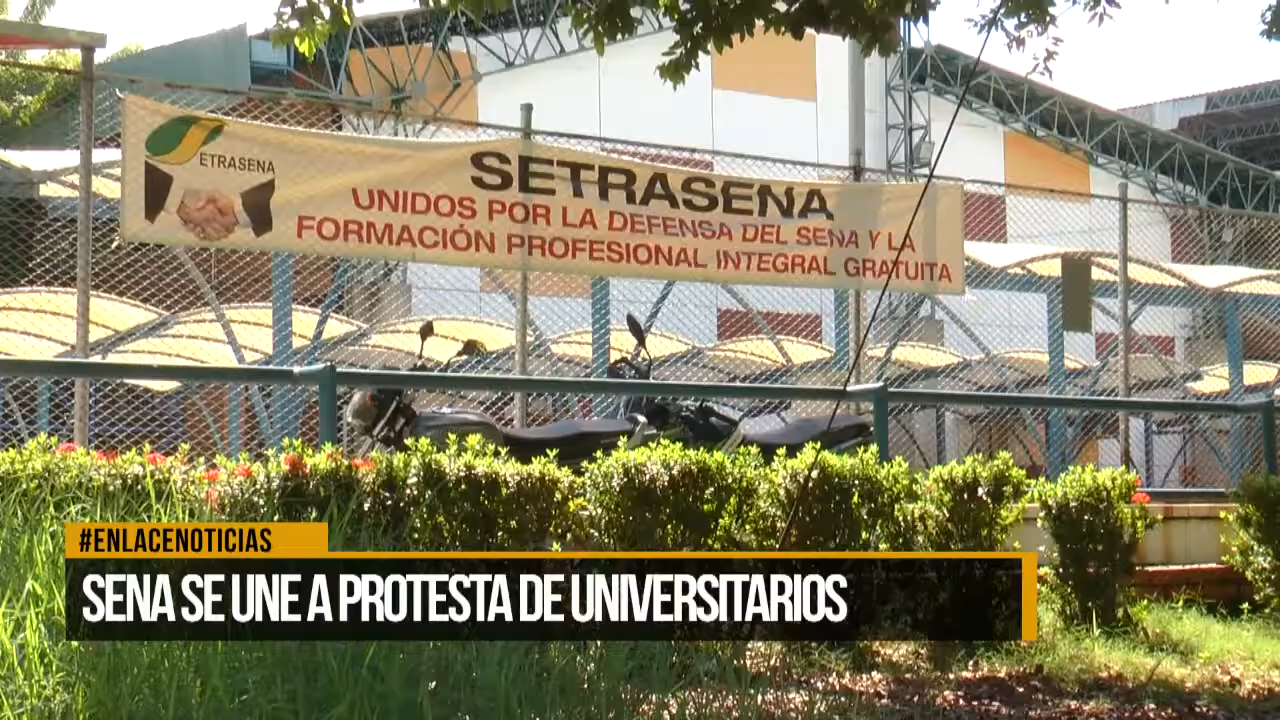 ETRASENA
SETRASENA
UNIDOS POR LA DEFENSA DEL SENA Y LA
FORMACIÓN PROFESIONAL INTEGRAL GRATUITA
#ENLACENOTICIAS
SENA SE UNE A PROTESTA DE UNIVERSITARIOS